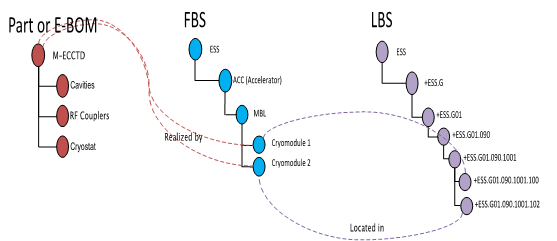 Part or E-BOM
FBS
LBS
M-ECCTD
Cavities
RF Couplers
Cryostat
ESS
ACC (Accelerator)
MBL
Realized by
Cryomodule 1
Cryomodule 2
ESS
+ESS.G
+ESS.G01
+ESS.G01.090
+ESS.G01.090.1001
+ESS.G01.090.1001.100
+ESS.G01.090.1001.102
Located in